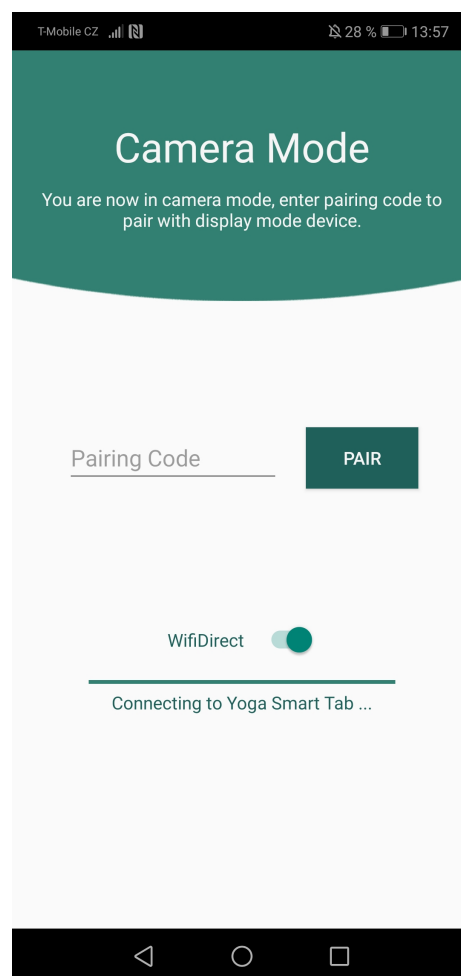 T-Mobile CZ 28 % 13:57
Camera Mode
You are now in camera mode, enter pairing code to
pair with display mode device.
Pairing Code PAIR
WifiDirect
Connecting to Yoga Smart Tab ...